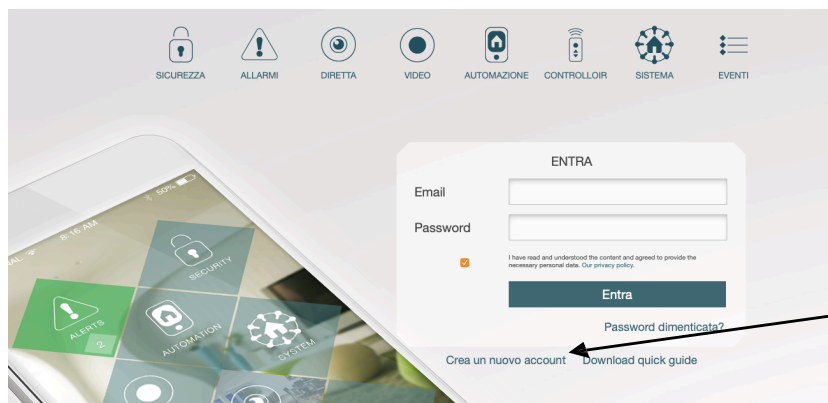 SICUREZZA
ALLARMI
DIRETTA
VIDEO
AUTOMAZIONE
CONTROLLOIR
SISTEMA
EVENTI
ENTRA
Email
Password
I have read and understood the content and agreed to provide the
necessary personal data. Our privacy policy.
Entra
Password dimenticata?
Crea un nuovo account
Download quick guide
50%
8:16 AM
SECURITY
ALERTS
2
AUTOMATION
SYSTEM